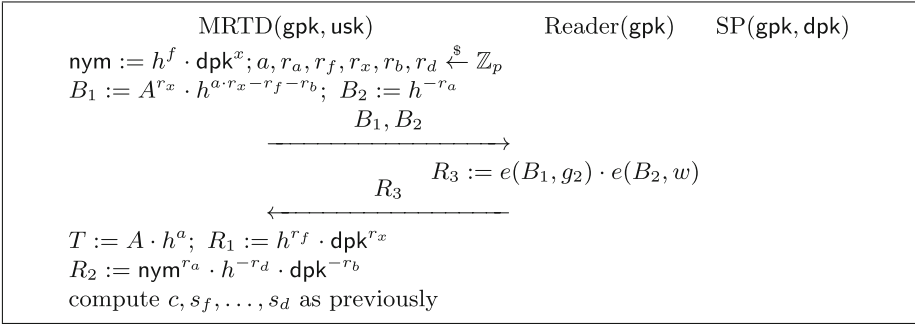 MRTD(gpk, usk) Reader(gpk) SP(gpk, dpk)
nym := h^f · dpk^x; a, r_a, r_f, r_x, r_b, r_d ←$ ℤ_p
B_1 := A^{r_x} · h^{a·r_x−r_f−r_b}; B_2 := h^{−r_a}
B_1, B_2
R_3 := e(B_1, g_2) · e(B_2, w)
R_3
T := A · h^a; R_1 := h^{r_f} · dpk^{r_x}
R_2 := nym^{r_a} · h^{−r_d} · dpk^{−r_b}
compute c, s_f, . . . , s_d as previously